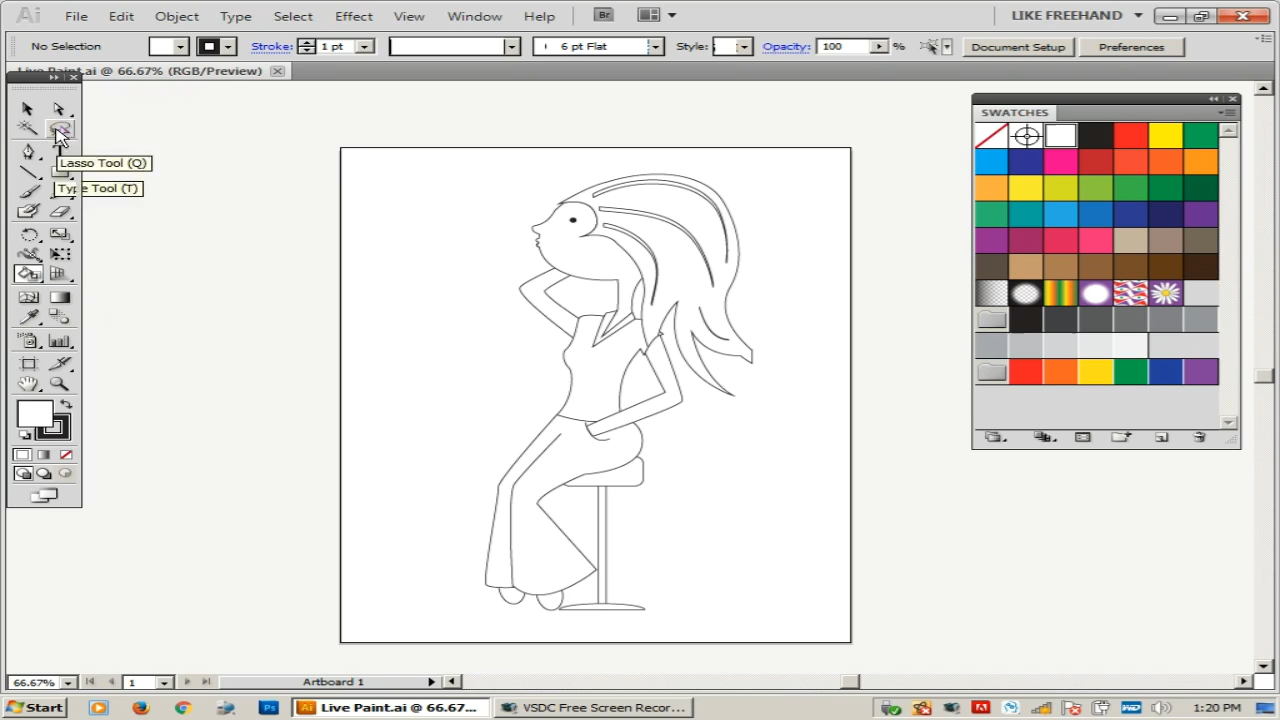 Ai File Edit Object Type Select Effect View Window Help Br LIKE FREEHAND
No Selection Stroke: 1 pt 6 pt Flat Style: Opacity: 100 % Document Setup Preferences
Live Paint.ai @ 66.67% (RGB/Preview)
SWATCHES
Lasso Tool (Q)
Type Tool (T)
66.67% 1 Artboard 1
Start Ps Ai Live Paint.ai @ 66.67... VSDC Free Screen Recor... WD 1:20 PM